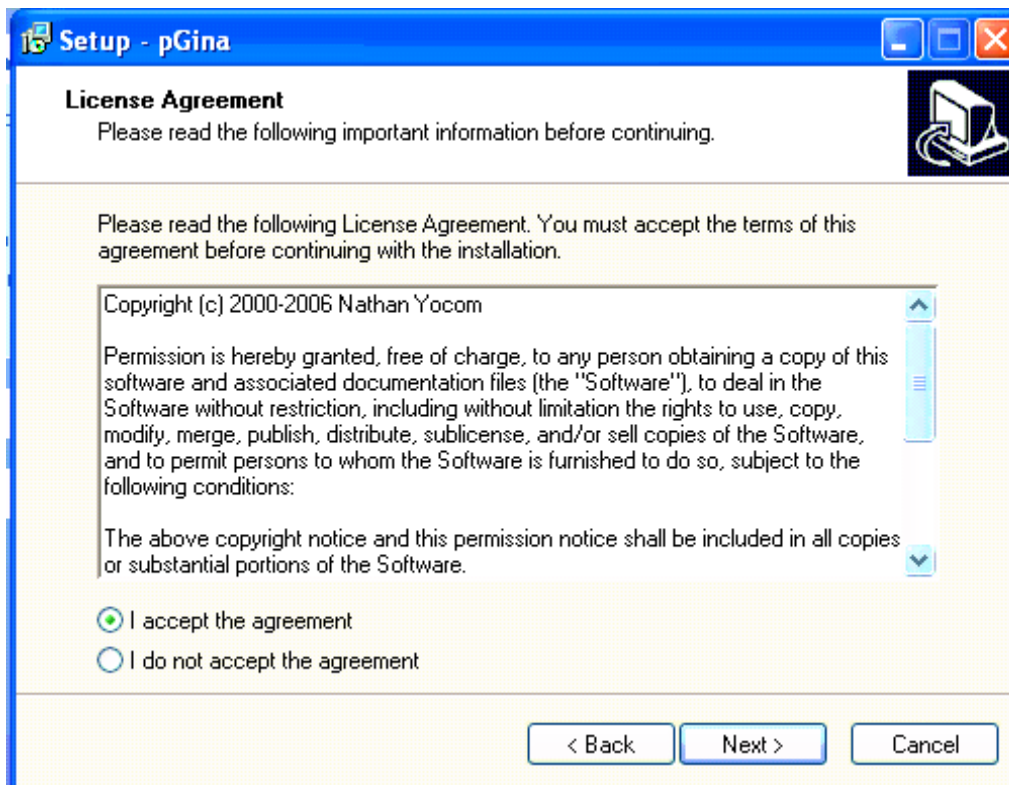 Setup - pGina
License Agreement
Please read the following important information before continuing.
Please read the following License Agreement. You must accept the terms of this
agreement before continuing with the installation.
Copyright (c) 2000-2006 Nathan Yocom
Permission is hereby granted, free of charge, to any person obtaining a copy of this
software and associated documentation files (the "Software"), to deal in the
Software without restriction, including without limitation the rights to use, copy,
modify, merge, publish, distribute, sublicense, and/or sell copies of the Software,
and to permit persons to whom the Software is furnished to do so, subject to the
following conditions:
The above copyright notice and this permission notice shall be included in all copies
or substantial portions of the Software.
I accept the agreement
I do not accept the agreement
< Back Next > Cancel